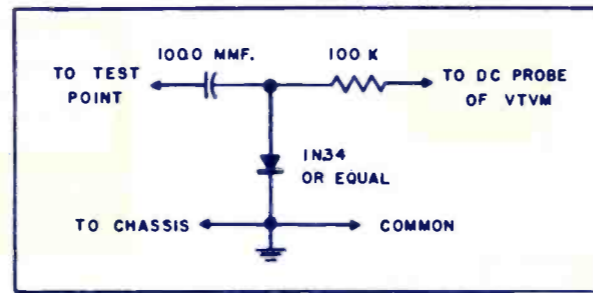 1000 MMF.
100 K
TO TEST
POINT
TO DC PROBE
OF VTVM
1N34
OR EQUAL
TO CHASSIS
COMMON